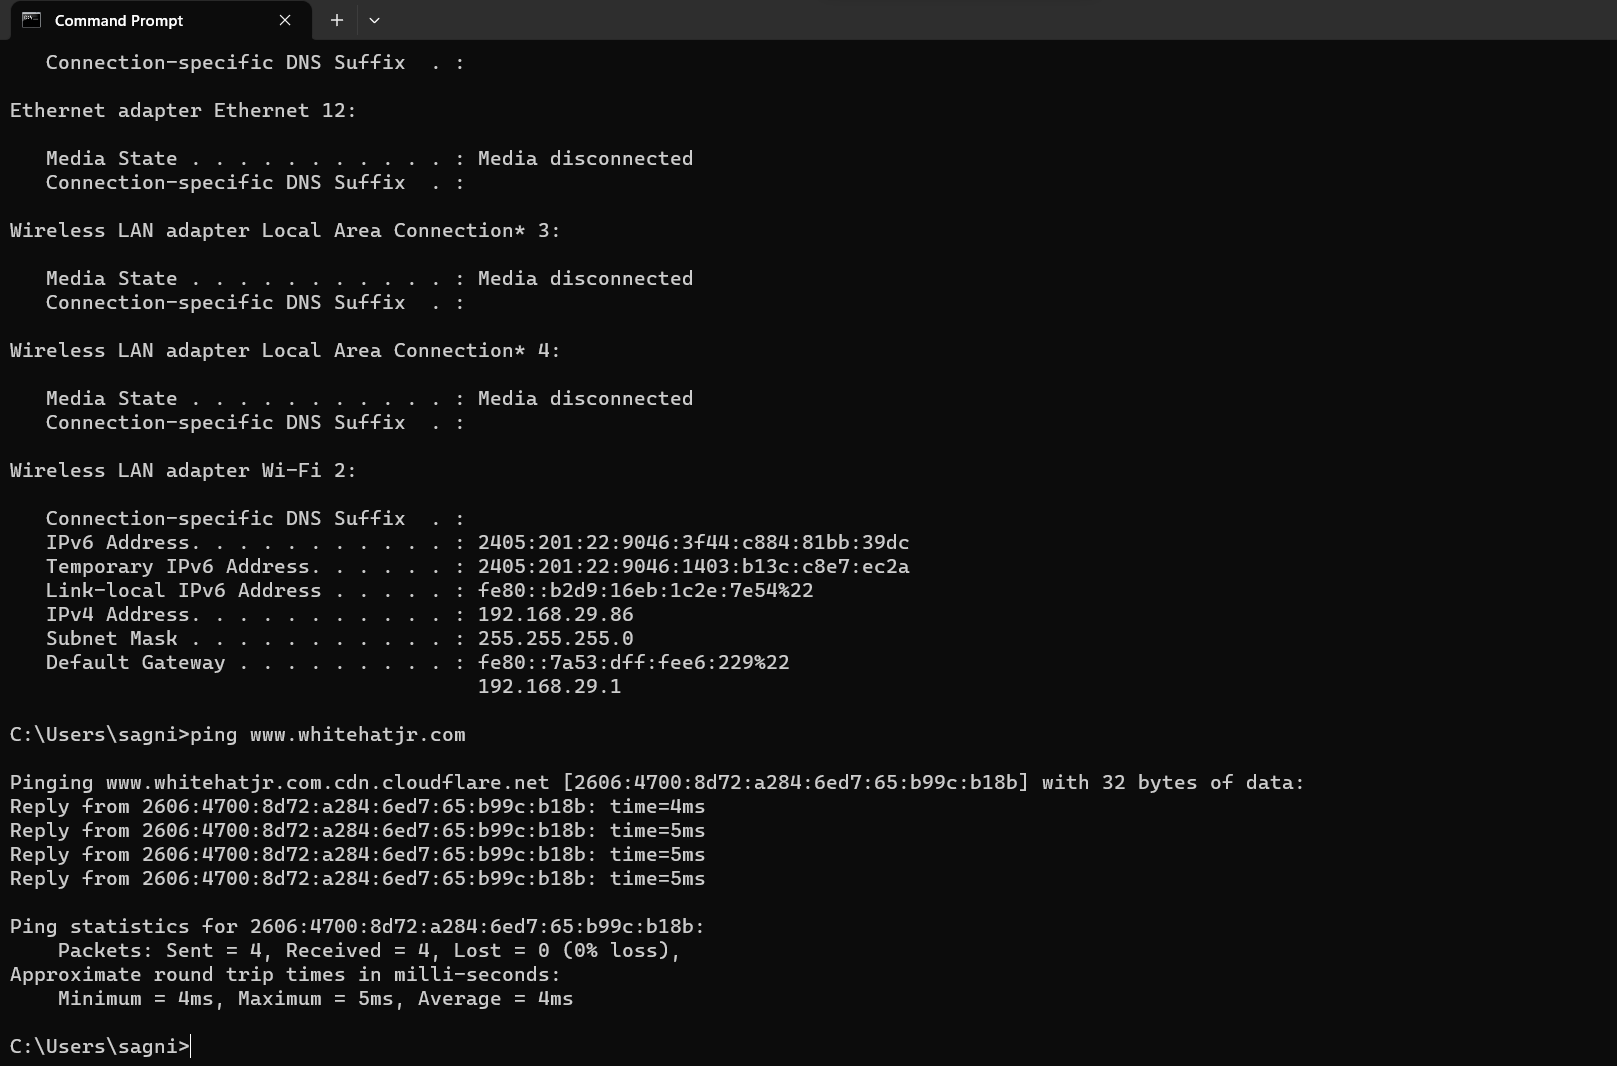 Command Prompt
   Connection-specific DNS Suffix  . :

Ethernet adapter Ethernet 12:

   Media State . . . . . . . . . . . : Media disconnected
   Connection-specific DNS Suffix  . :

Wireless LAN adapter Local Area Connection* 3:

   Media State . . . . . . . . . . . : Media disconnected
   Connection-specific DNS Suffix  . :

Wireless LAN adapter Local Area Connection* 4:

   Media State . . . . . . . . . . . : Media disconnected
   Connection-specific DNS Suffix  . :

Wireless LAN adapter Wi-Fi 2:

   Connection-specific DNS Suffix  . :
   IPv6 Address. . . . . . . . . . . : 2405:201:22:9046:3f44:c884:81bb:39dc
   Temporary IPv6 Address. . . . . . : 2405:201:22:9046:1403:b13c:c8e7:ec2a
   Link-local IPv6 Address . . . . . : fe80::b2d9:16eb:1c2e:7e54%22
   IPv4 Address. . . . . . . . . . . : 192.168.29.86
   Subnet Mask . . . . . . . . . . . : 255.255.255.0
   Default Gateway . . . . . . . . . : fe80::7a53:dff:fee6:229%22
                                       192.168.29.1

C:\Users\sagni>ping www.whitehatjr.com

Pinging www.whitehatjr.com.cdn.cloudflare.net [2606:4700:8d72:a284:6ed7:65:b99c:b18b] with 32 bytes of data:
Reply from 2606:4700:8d72:a284:6ed7:65:b99c:b18b: time=4ms
Reply from 2606:4700:8d72:a284:6ed7:65:b99c:b18b: time=5ms
Reply from 2606:4700:8d72:a284:6ed7:65:b99c:b18b: time=5ms
Reply from 2606:4700:8d72:a284:6ed7:65:b99c:b18b: time=5ms

Ping statistics for 2606:4700:8d72:a284:6ed7:65:b99c:b18b:
    Packets: Sent = 4, Received = 4, Lost = 0 (0% loss),
Approximate round trip times in milli-seconds:
    Minimum = 4ms, Maximum = 5ms, Average = 4ms

C:\Users\sagni>